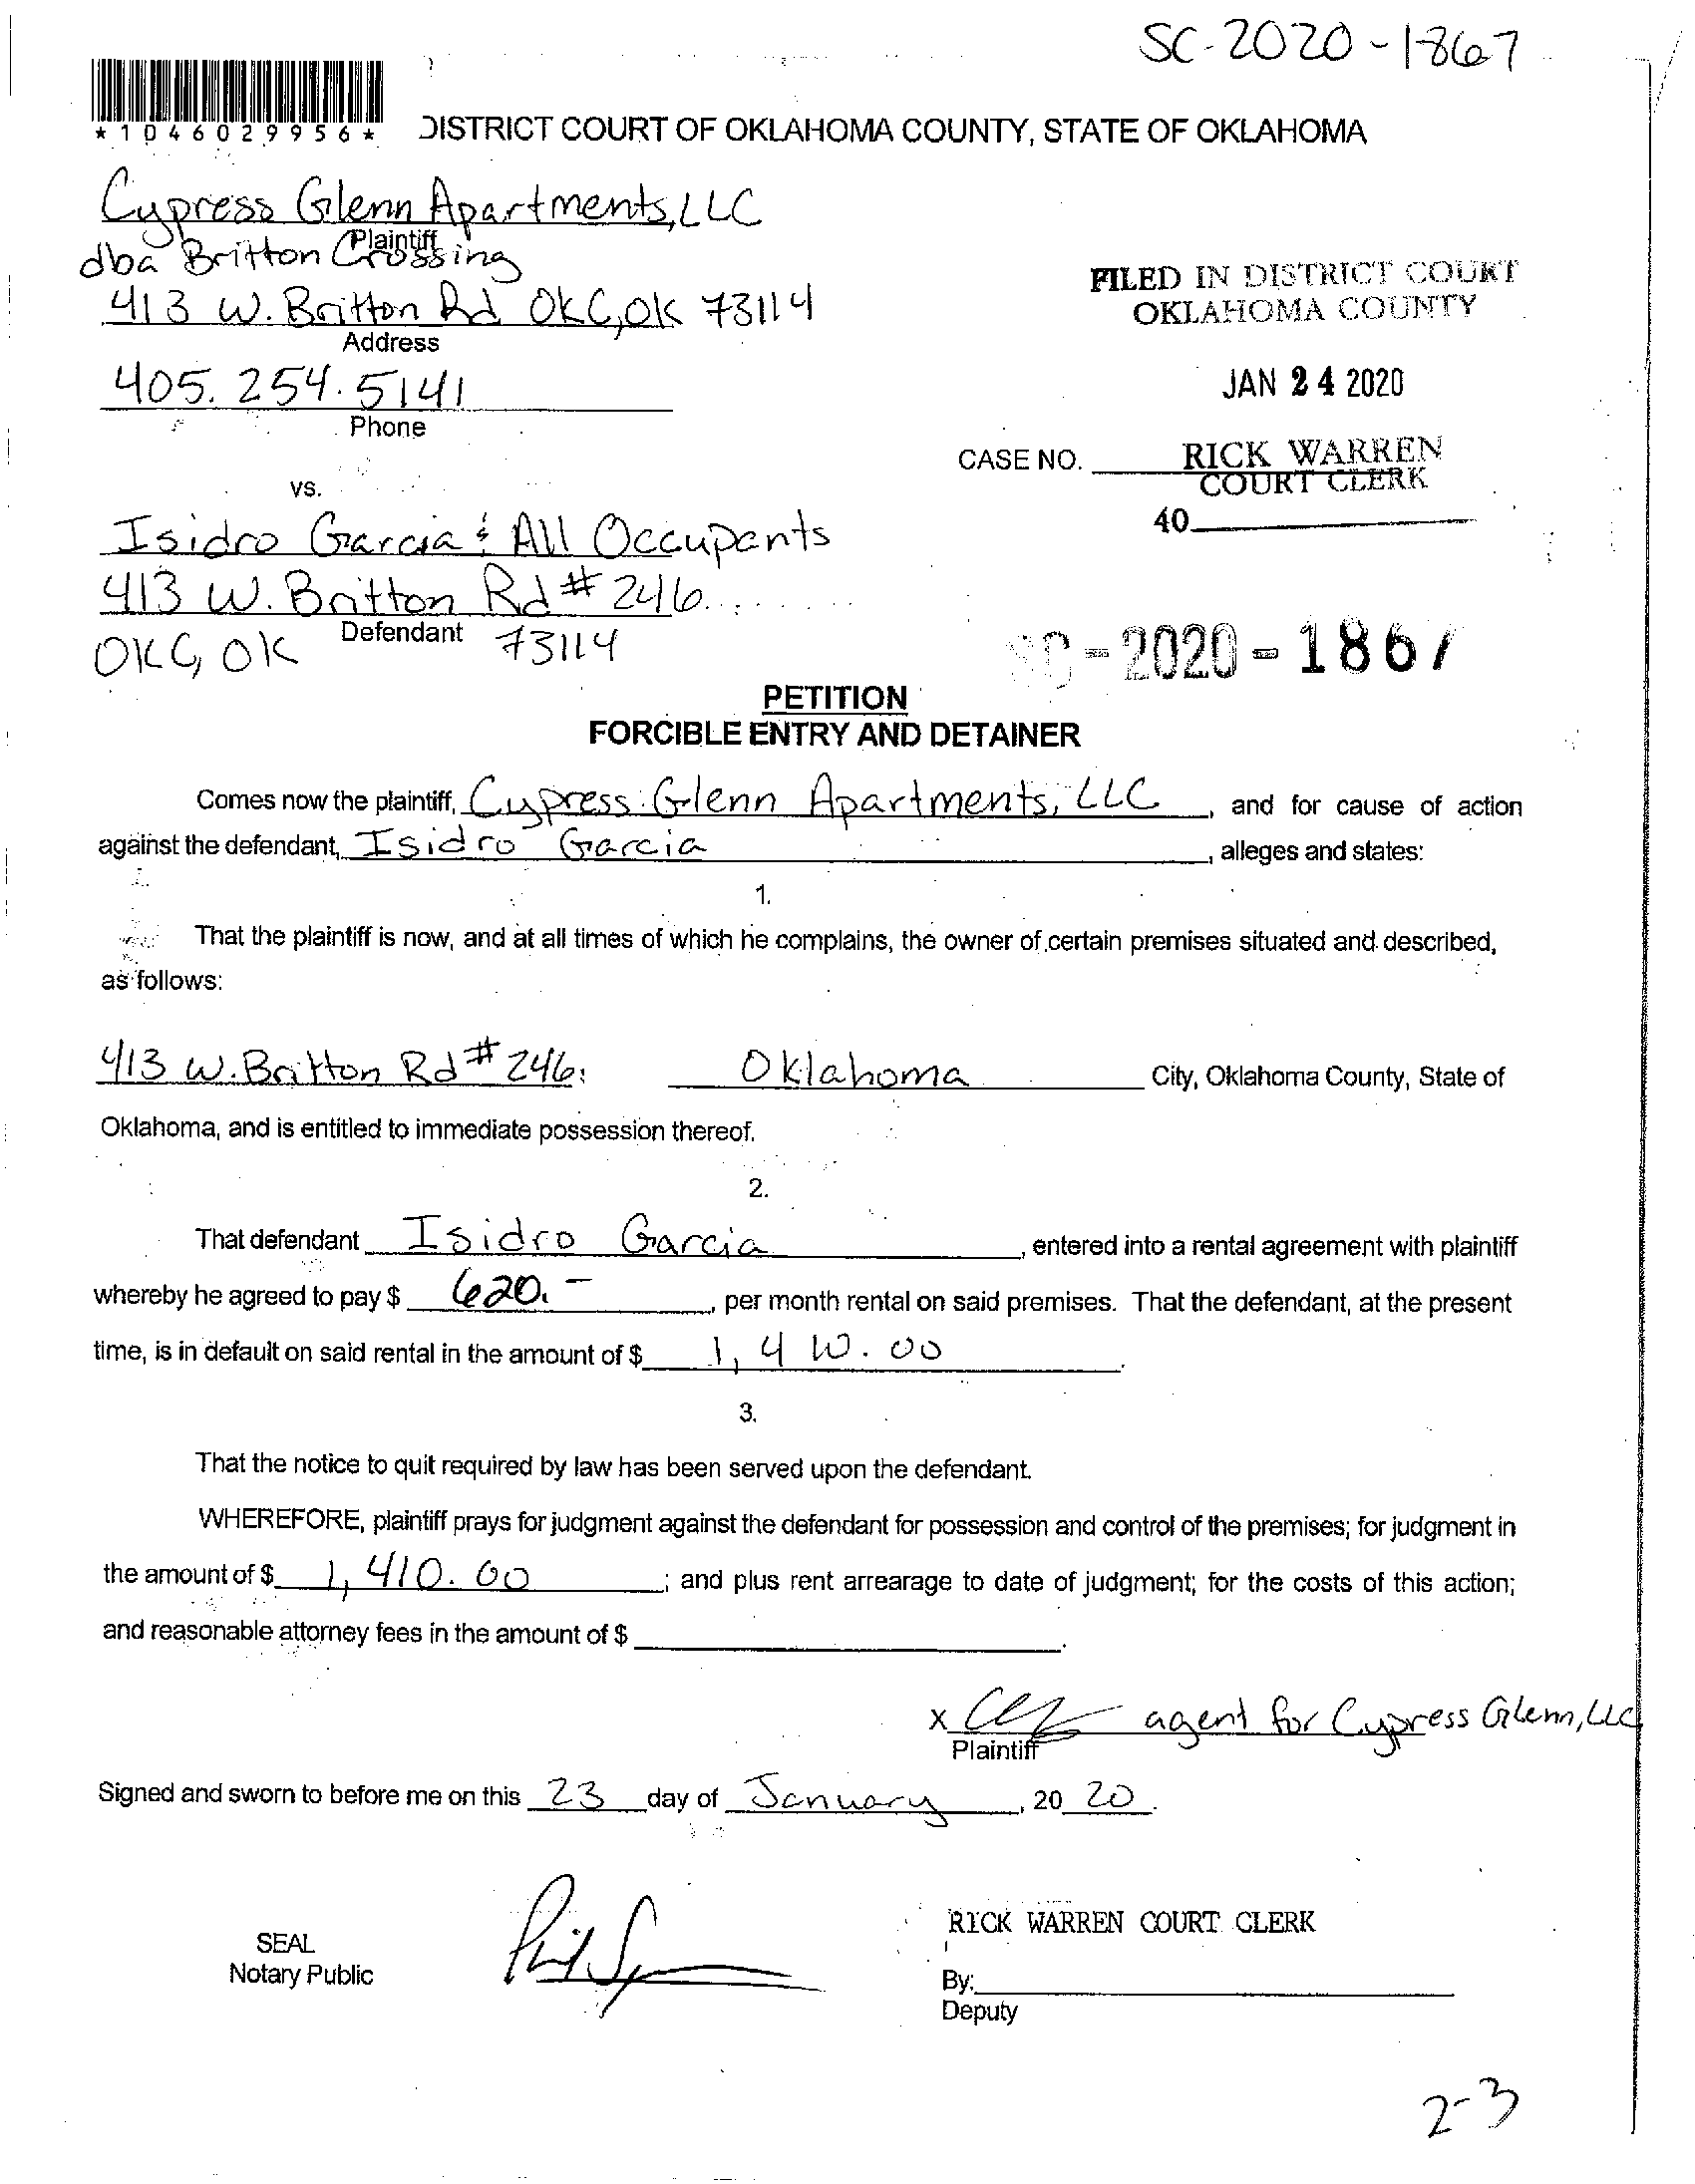 SC-2020-1867
*1046029956*
DISTRICT COURT OF OKLAHOMA COUNTY, STATE OF OKLAHOMA
Cypress Glenn Apartments, LLC
Plaintiff
dba Britton Crossing
413 W. Britton Rd OKC, OK 73114
Address
405. 254. 5141
Phone
FILED IN DISTRICT COURT
OKLAHOMA COUNTY
JAN 24 2020
CASE NO. RICK WARREN
COURT CLERK
40
vs.
Isidro Garcia & All Occupants
413 W. Britton Rd # 246
Defendant
OKC, OK 73114
SC-2020-1867
PETITION
FORCIBLE ENTRY AND DETAINER
Comes now the plaintiff, Cypress Glenn Apartments, LLC, and for cause of action
against the defendant, Isidro Garcia, alleges and states:
1.
That the plaintiff is now, and at all times of which he complains, the owner of certain premises situated and described,
as follows:
413 W. Britton Rd # 246 Oklahoma City, Oklahoma County, State of
Oklahoma, and is entitled to immediate possession thereof.
2.
That defendant Isidro Garcia, entered into a rental agreement with plaintiff
whereby he agreed to pay $ 620.-, per month rental on said premises. That the defendant, at the present
time, is in default on said rental in the amount of $ 1,410.00.
3.
That the notice to quit required by law has been served upon the defendant.
WHEREFORE, plaintiff prays for judgment against the defendant for possession and control of the premises; for judgment in
the amount of $ 1,410.00; and plus rent arrearage to date of judgment; for the costs of this action;
and reasonable attorney fees in the amount of $
x agent for Cypress Glenn, LLC
Plaintiff
Signed and sworn to before me on this 23 day of January, 20 20.
SEAL
Notary Public
RICK WARREN COURT CLERK
By:
Deputy
2-3